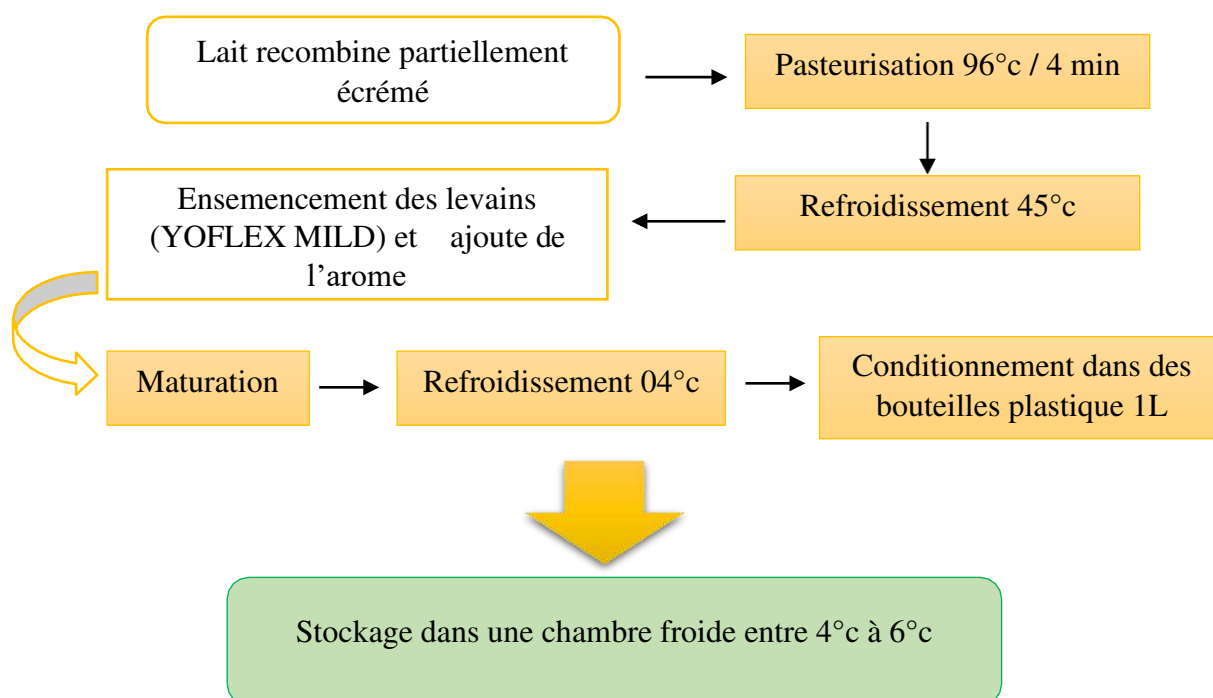 Lait recombine partiellement
écrémé
Pasteurisation 96°c / 4 min
Refroidissement 45°c
Ensemencement des levains
(YOFLEX MILD) et ajoute de
l’arome
Maturation
Refroidissement 04°c
Conditionnement dans des
bouteilles plastique 1L
Stockage dans une chambre froide entre 4°c à 6°c